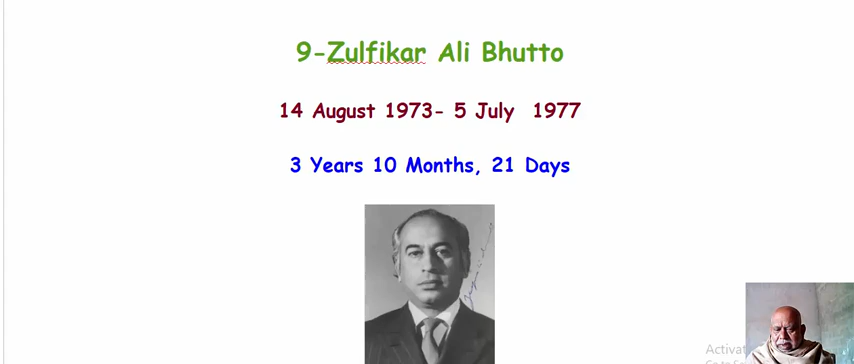 9-Zulfikar Ali Bhutto
14 August 1973- 5 July  1977
3 Years 10 Months, 21 Days